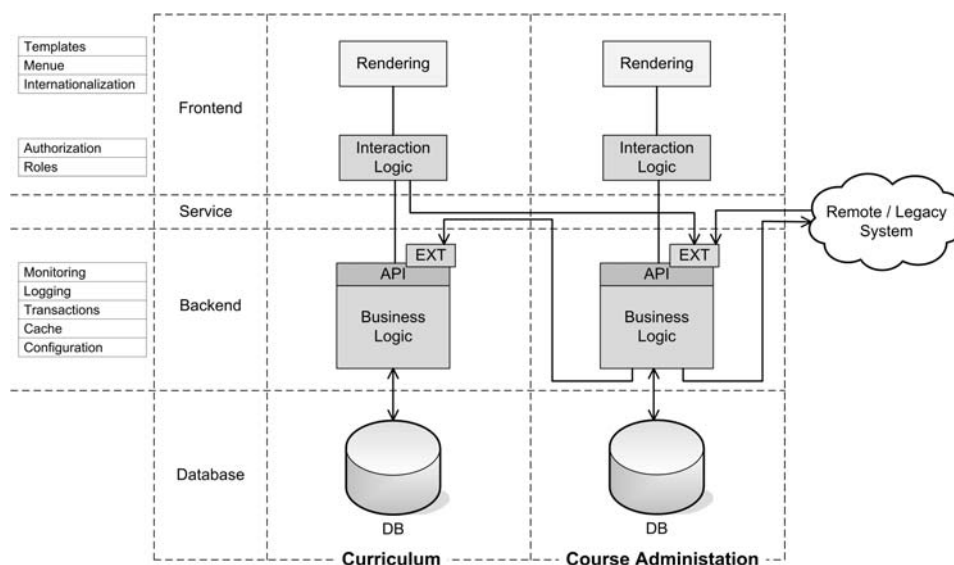 Templates
Menue
Internationalization
Authorization
Roles
Frontend
Rendering
Rendering
Interaction
Logic
Interaction
Logic
Service
Remote / Legacy
System
Monitoring
Logging
Transactions
Cache
Configuration
Backend
EXT
API
Business
Logic
EXT
API
Business
Logic
Database
DB
DB
Curriculum
Course Administation